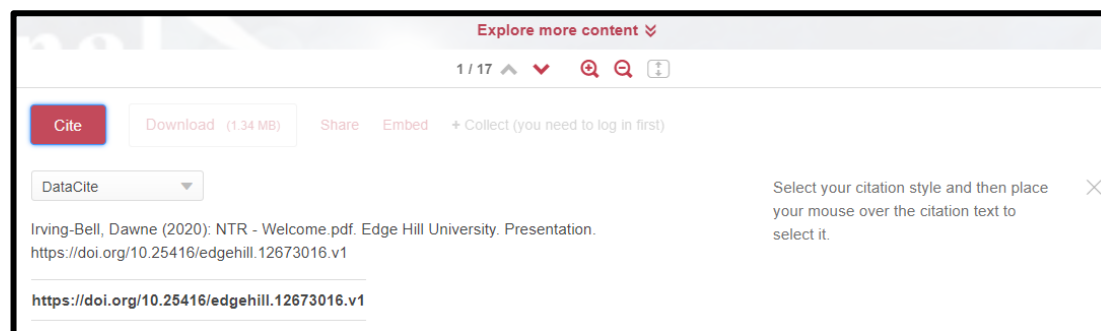 Explore more content
1 / 17
Cite Download (1.34 MB) Share Embed + Collect (you need to log in first)
DataCite
Select your citation style and then place
your mouse over the citation text to
select it.
Irving-Bell, Dawne (2020): NTR - Welcome.pdf. Edge Hill University. Presentation.
https://doi.org/10.25416/edgehill.12673016.v1
https://doi.org/10.25416/edgehill.12673016.v1